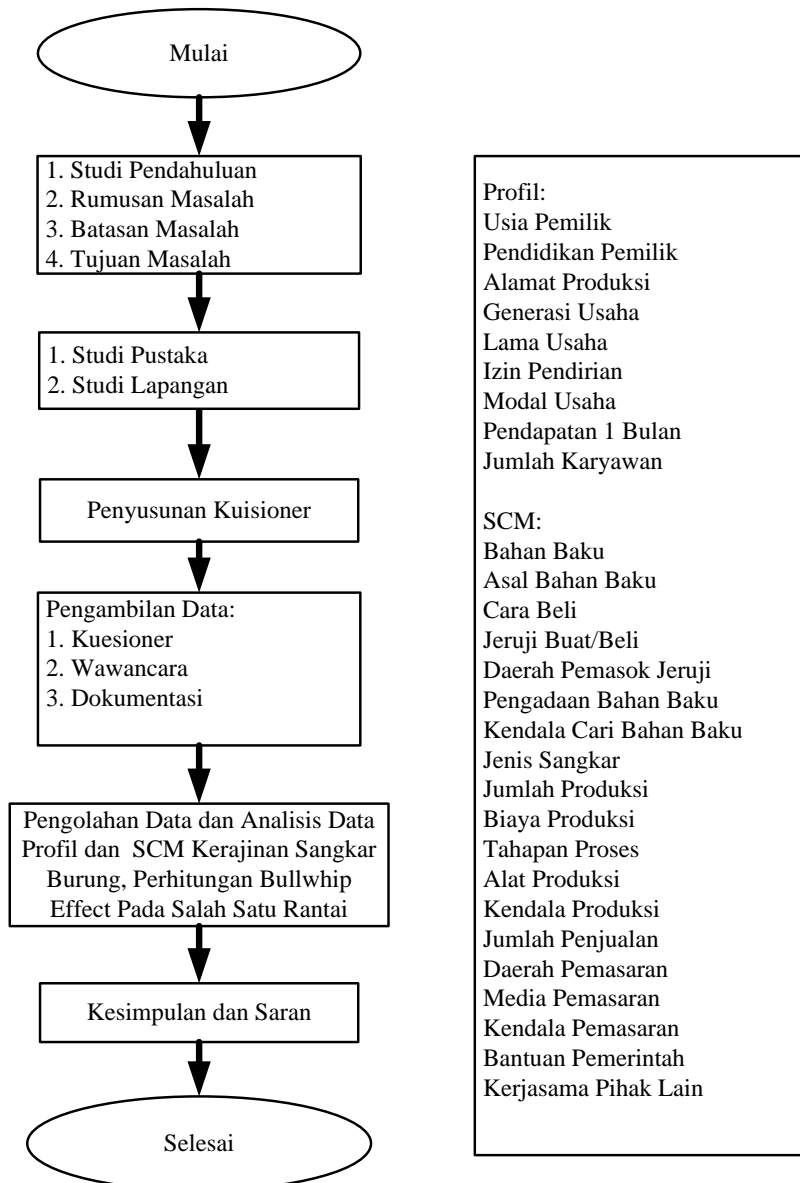 Mulai
1. Studi Pendahuluan
2. Rumusan Masalah
3. Batasan Masalah
4. Tujuan Masalah
1. Studi Pustaka
2. Studi Lapangan
Penyusunan Kuisioner
Pengambilan Data:
1. Kuesioner
2. Wawancara
3. Dokumentasi
Pengolahan Data dan Analisis Data
Profil dan SCM Kerajinan Sangkar
Burung, Perhitungan Bullwhip
Effect Pada Salah Satu Rantai
Kesimpulan dan Saran
Selesai
Profil:
Usia Pemilik
Pendidikan Pemilik
Alamat Produksi
Generasi Usaha
Lama Usaha
Izin Pendirian
Modal Usaha
Pendapatan 1 Bulan
Jumlah Karyawan
SCM:
Bahan Baku
Asal Bahan Baku
Cara Beli
Jeruji Buat/Beli
Daerah Pemasok Jeruji
Pengadaan Bahan Baku
Kendala Cari Bahan Baku
Jenis Sangkar
Jumlah Produksi
Biaya Produksi
Tahapan Proses
Alat Produksi
Kendala Produksi
Jumlah Penjualan
Daerah Pemasaran
Media Pemasaran
Kendala Pemasaran
Bantuan Pemerintah
Kerjasama Pihak Lain